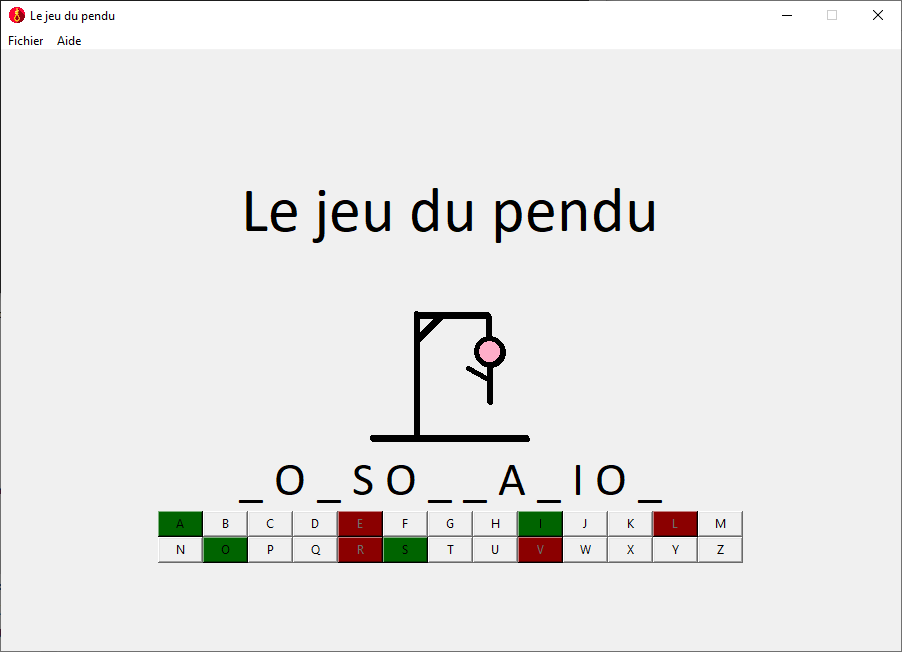 Le jeu du pendu
Fichier Aide
Le jeu du pendu
_ O _ S O _ _ A _ I O _
A B C D E F G H I J K L M
N O P Q R S T U V W X Y Z